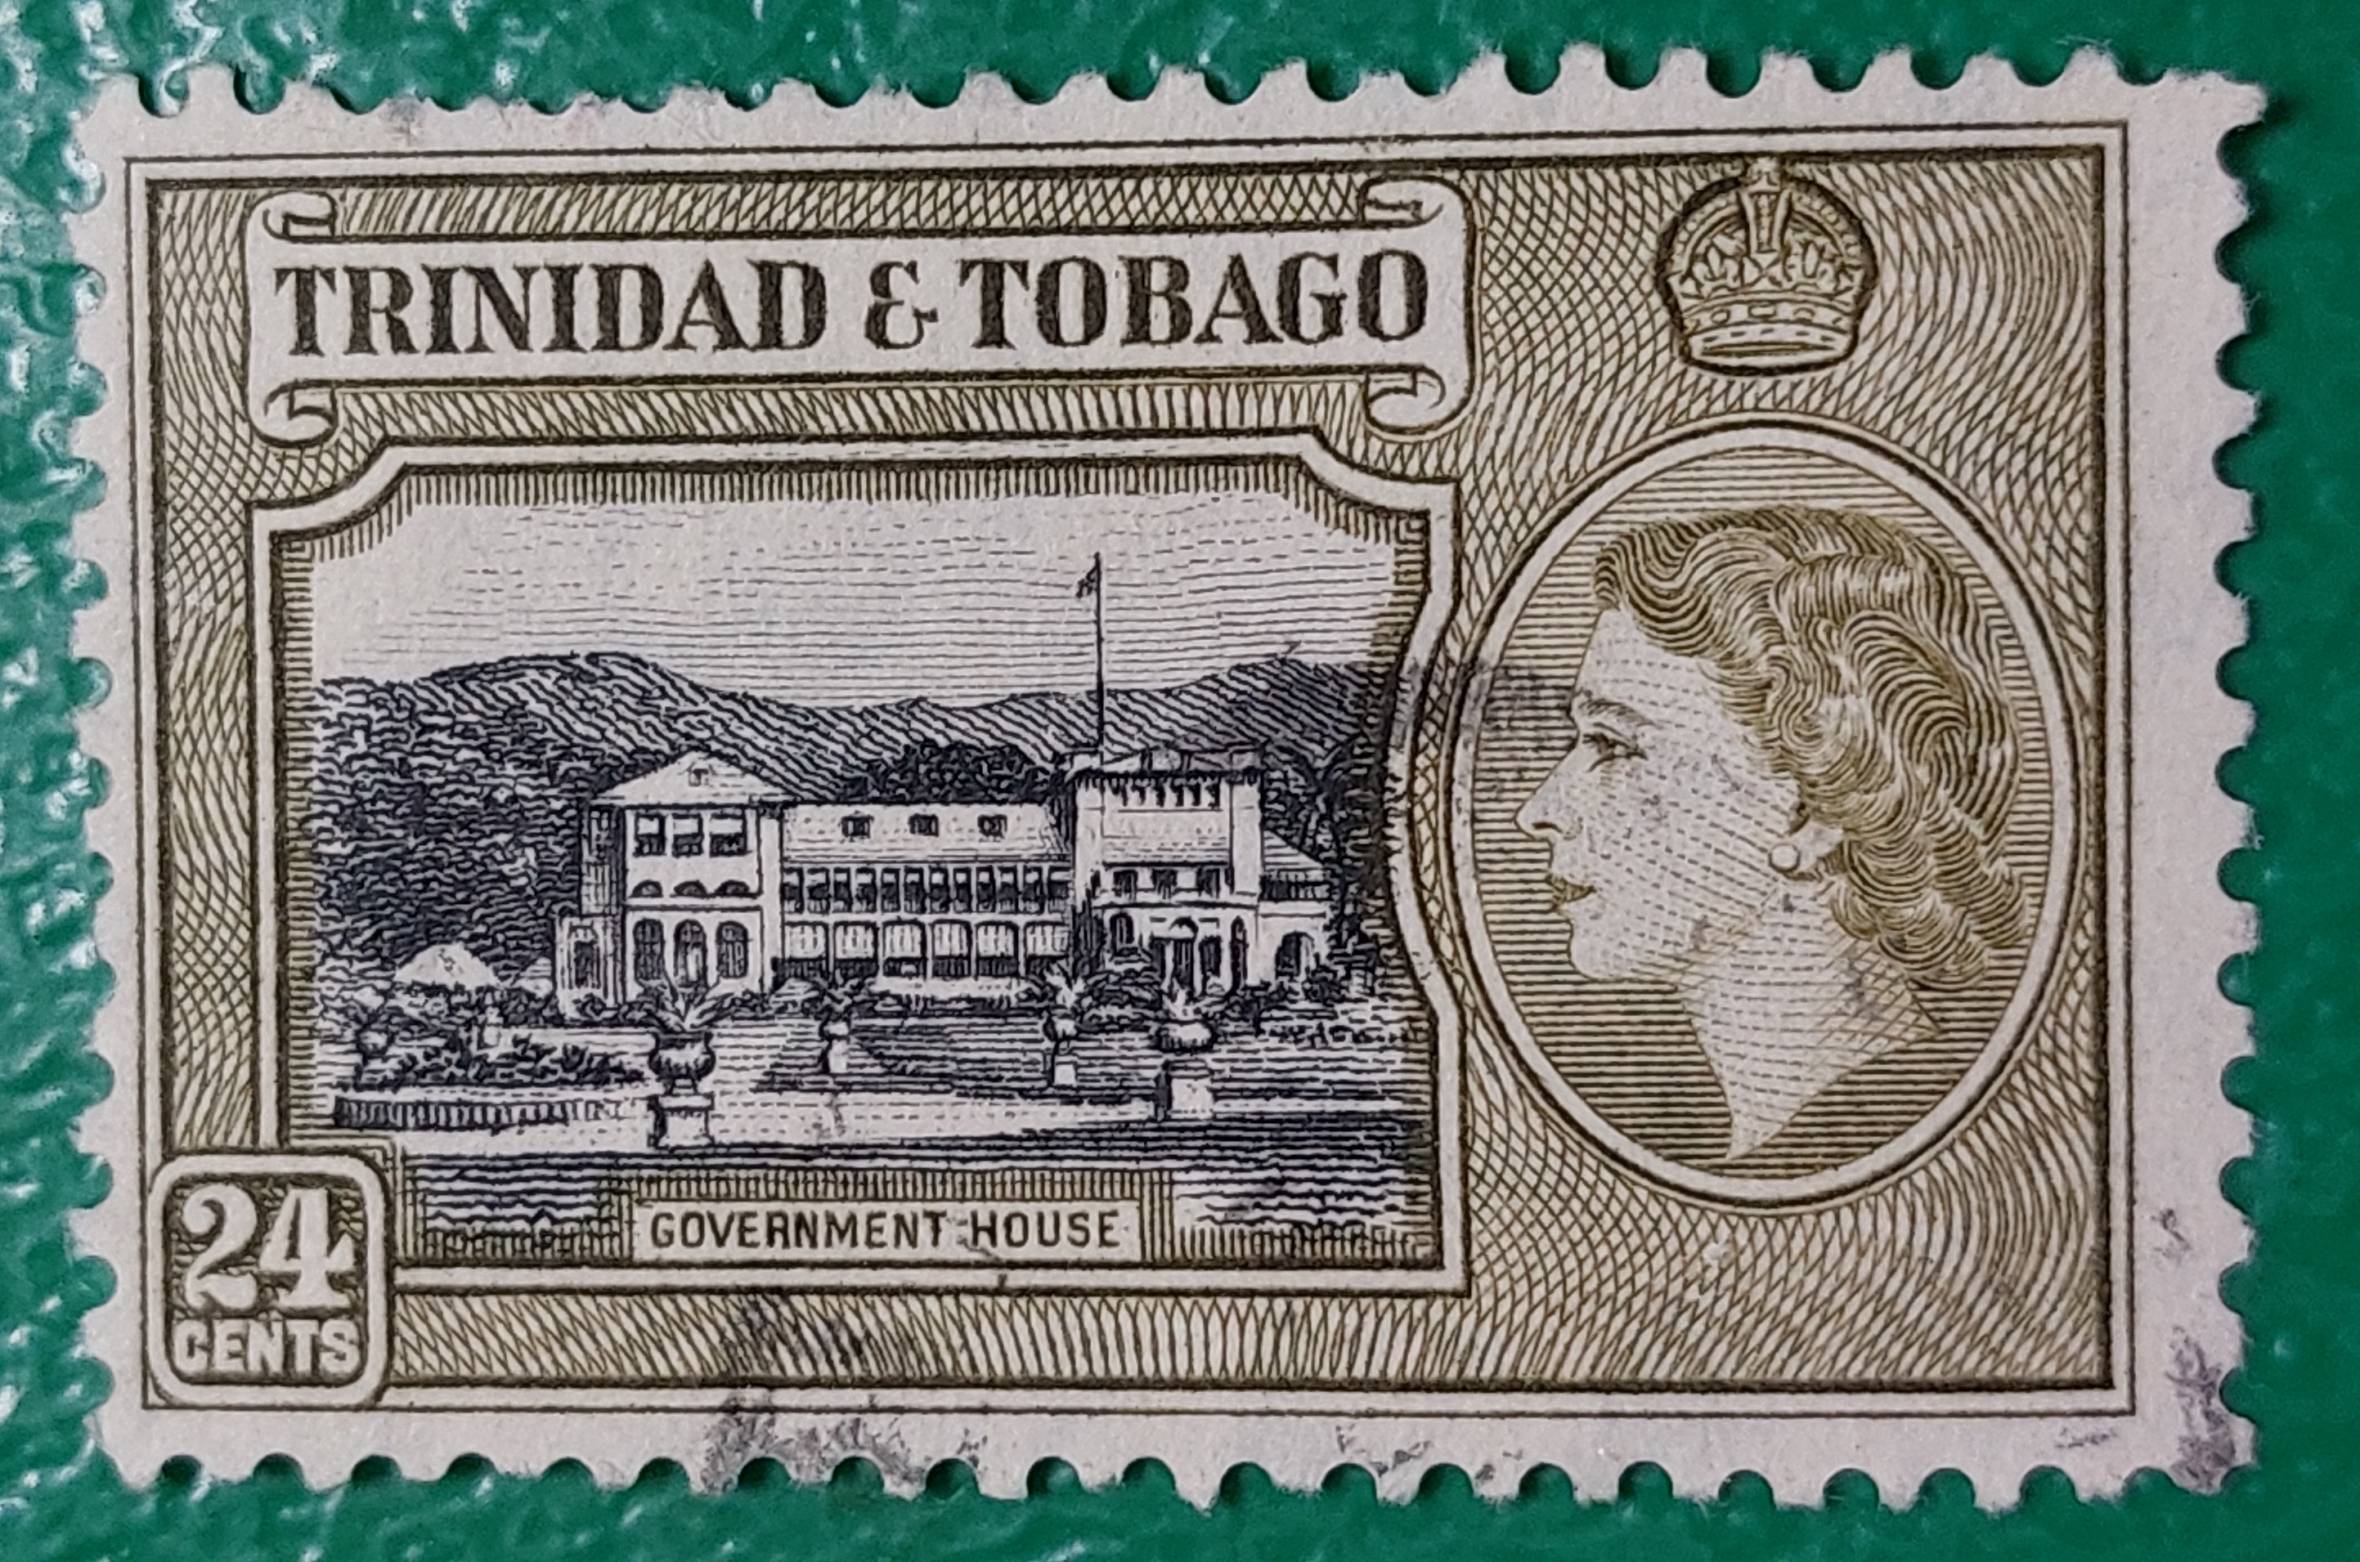 TRINIDAD & TOBAGO
GOVERNMENT HOUSE
24
CENTS